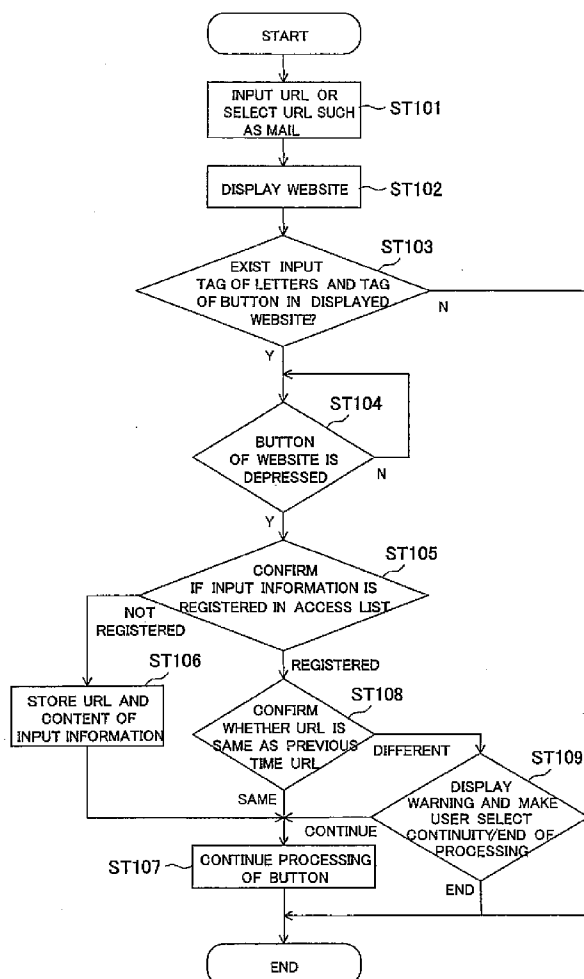 START
INPUT URL OR
SELECT URL SUCH
AS MAIL
ST101
DISPLAY WEBSITE
ST102
ST103
EXIST INPUT
TAG OF LETTERS AND TAG
OF BUTTON IN DISPLAYED
WEBSITE?
N
Y
ST104
BUTTON
OF WEBSITE IS
DEPRESSED
N
Y
ST105
CONFIRM
IF INPUT INFORMATION IS
REGISTERED IN ACCESS LIST
NOT
REGISTERED
REGISTERED
ST106
STORE URL AND
CONTENT OF
INPUT INFORMATION
ST108
CONFIRM
WHETHER URL IS
SAME AS PREVIOUS
TIME URL
DIFFERENT
SAME
ST109
DISPLAY
WARNING AND MAKE
USER SELECT
CONTINUITY/END OF
PROCESSING
CONTINUE
END
ST107
CONTINUE PROCESSING
OF BUTTON
END